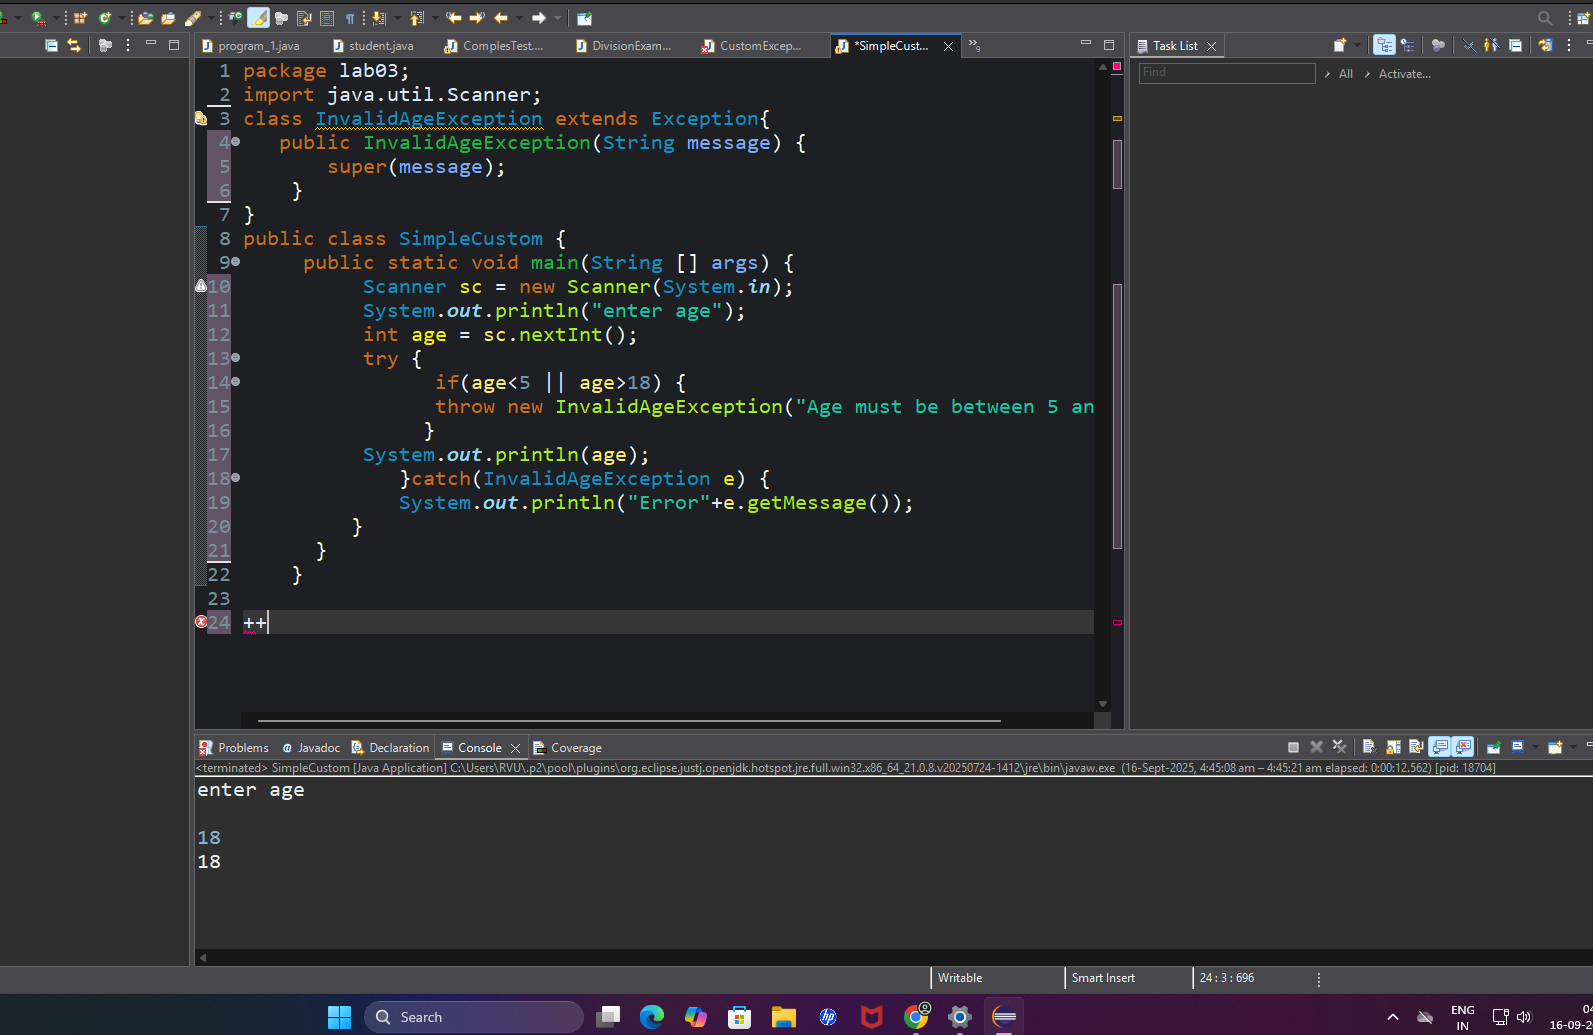 program_1.java
student.java
ComplesTest....
DivisionExam...
CustomExcep...
*SimpleCust...
»9
Task List
Find
All
Activate...
1 package lab03;
2 import java.util.Scanner;
3 class InvalidAgeException extends Exception{
4 public InvalidAgeException(String message) {
5 super(message);
6 }
7 }
8 public class SimpleCustom {
9 public static void main(String [] args) {
10 Scanner sc = new Scanner(System.in);
11 System.out.println("enter age");
12 int age = sc.nextInt();
13 try {
14 if(age<5 || age>18) {
15 throw new InvalidAgeException("Age must be between 5 an
16 }
17 System.out.println(age);
18 }catch(InvalidAgeException e) {
19 System.out.println("Error"+e.getMessage());
20 }
21 }
22 }
23
24 ++
Problems
Javadoc
Declaration
Console
Coverage
<terminated> SimpleCustom [Java Application] C:\Users\RVU\.p2\pool\plugins\org.eclipse.justj.openjdk.hotspot.jre.full.win32.x86_64_21.0.8.v20250724-1412\jre\bin\javaw.exe (16-Sept-2025, 4:45:08 am – 4:45:21 am elapsed: 0:00:12.562) [pid: 18704]
enter age
18
18
Writable
Smart Insert
24 : 3 : 696
Search
hp
ENG
IN
16-09-2